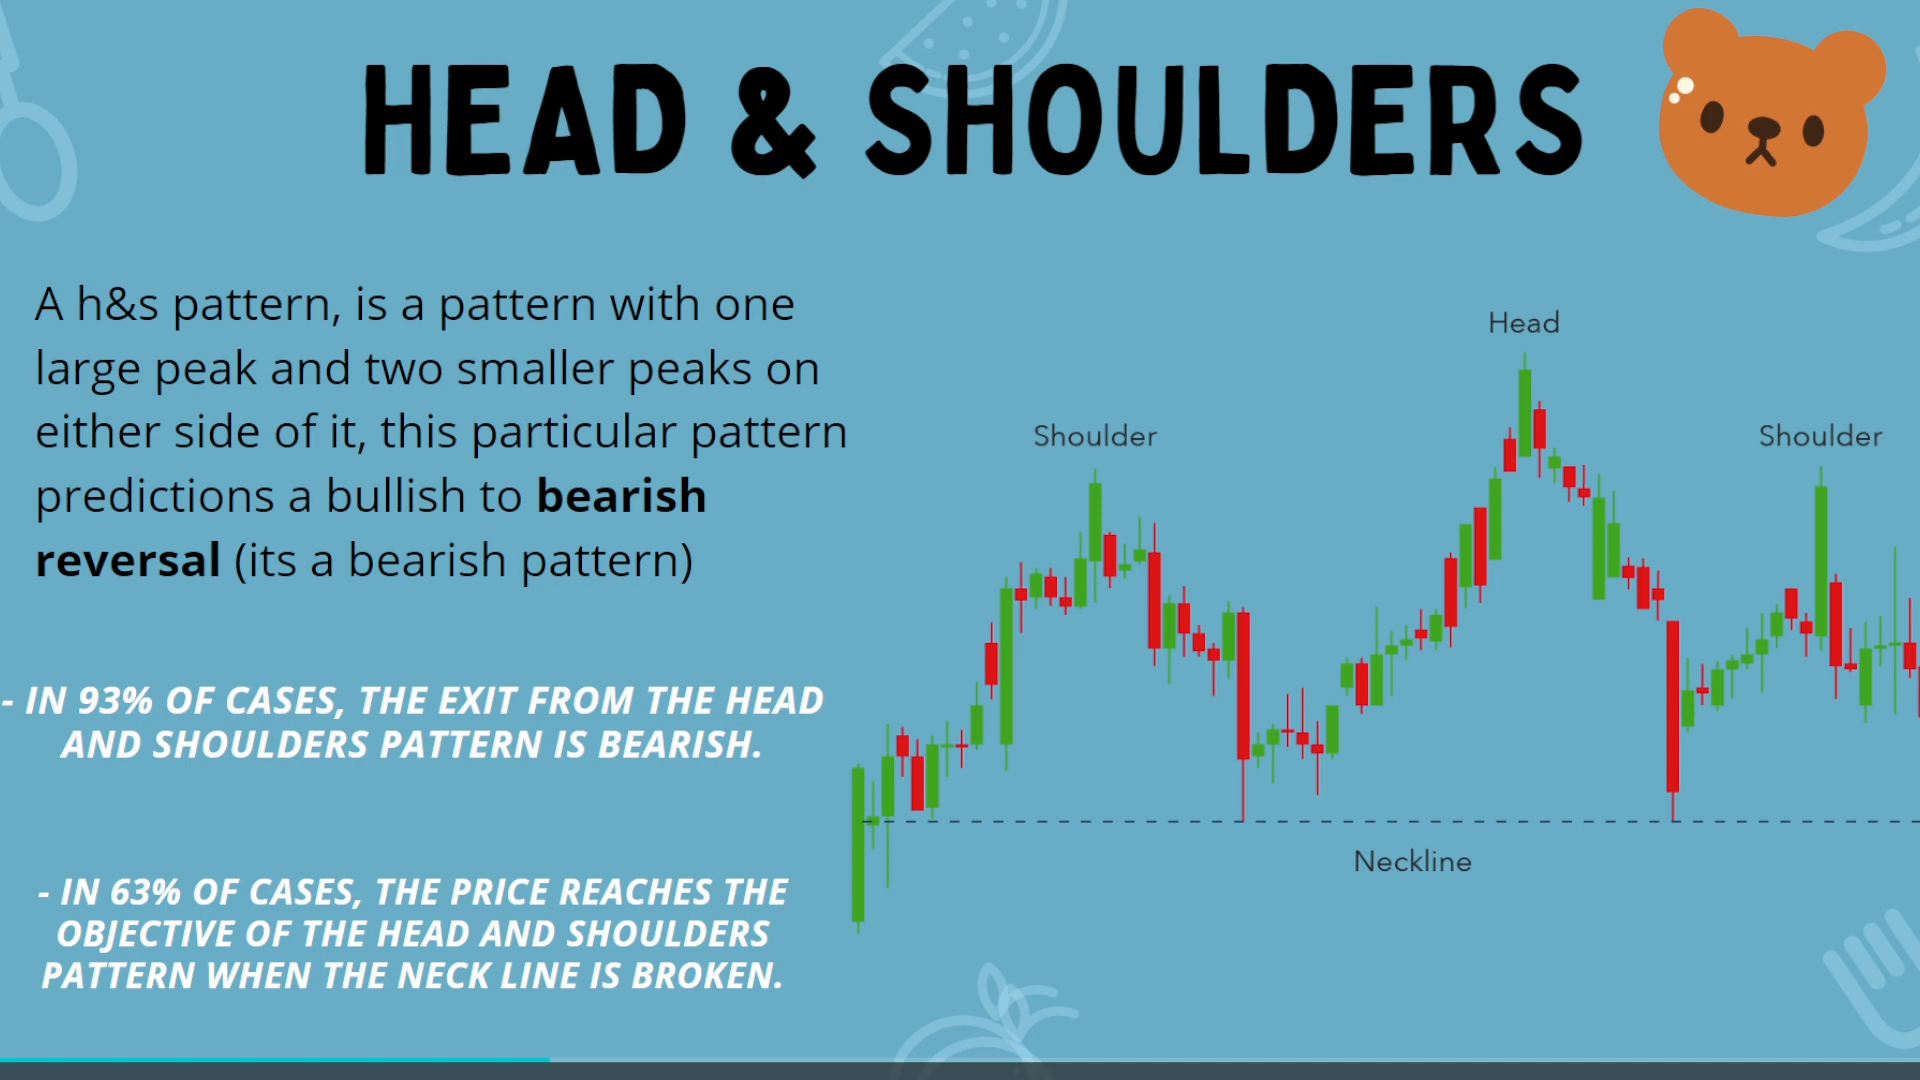 HEAD & SHOULDERS
A h&s pattern, is a pattern with one
large peak and two smaller peaks on
either side of it, this particular pattern
predictions a bullish to bearish
reversal (its a bearish pattern)
- IN 93% OF CASES, THE EXIT FROM THE HEAD
AND SHOULDERS PATTERN IS BEARISH.
- IN 63% OF CASES, THE PRICE REACHES THE
OBJECTIVE OF THE HEAD AND SHOULDERS
PATTERN WHEN THE NECK LINE IS BROKEN.
Head
Shoulder
Shoulder
Neckline